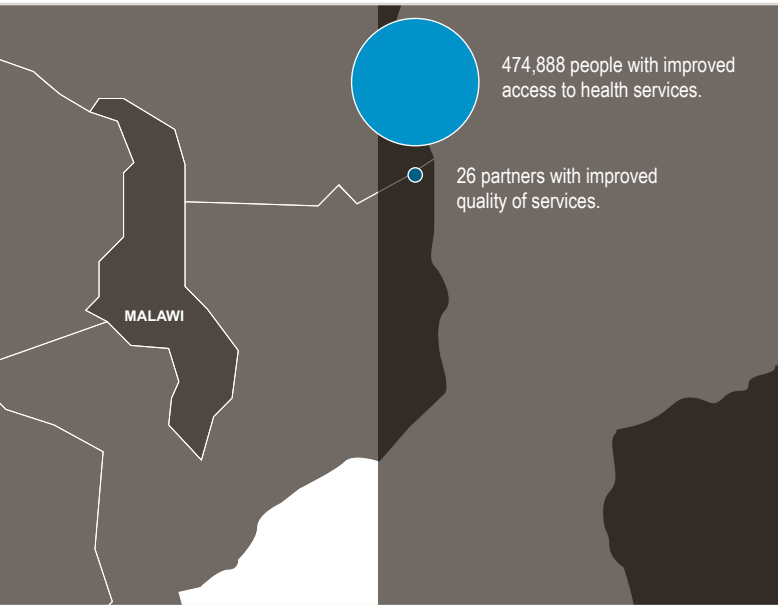 474,888 people with improved
access to health services.
26 partners with improved
quality of services.
MALAWI